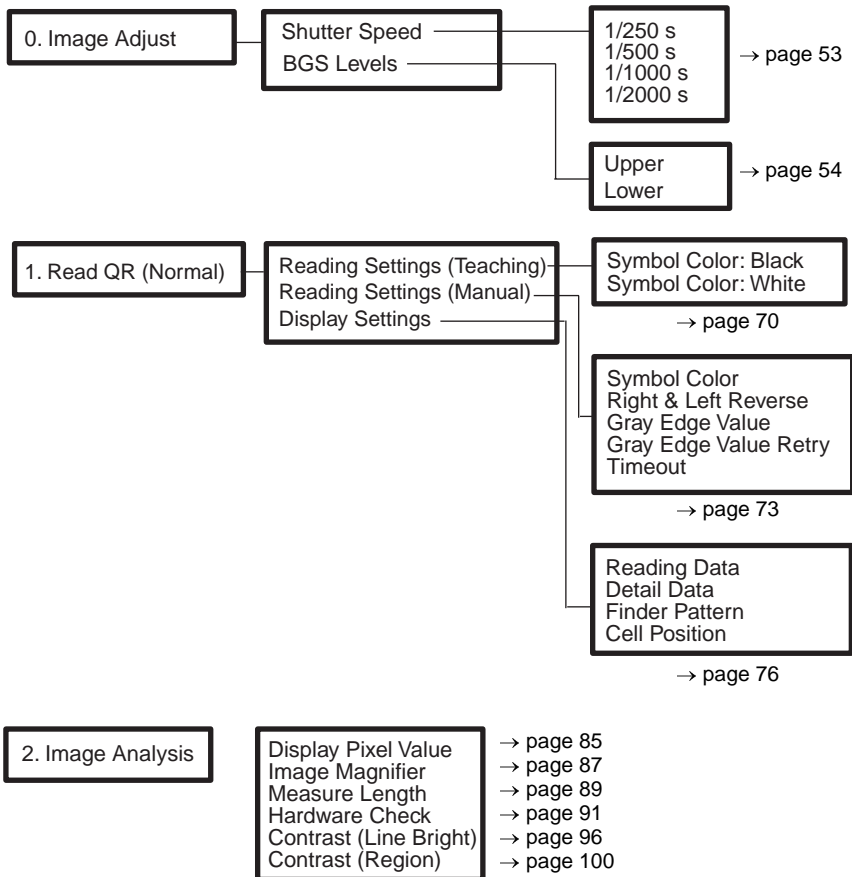 0. Image Adjust
Shutter Speed
BGS Levels
1/250 s
1/500 s
1/1000 s
1/2000 s
→ page 53
Upper
Lower
→ page 54
1. Read QR (Normal)
Reading Settings (Teaching)
Reading Settings (Manual)
Display Settings
Symbol Color: Black
Symbol Color: White
→ page 70
Symbol Color
Right & Left Reverse
Gray Edge Value
Gray Edge Value Retry
Timeout
→ page 73
Reading Data
Detail Data
Finder Pattern
Cell Position
→ page 76
2. Image Analysis
Display Pixel Value → page 85
Image Magnifier → page 87
Measure Length → page 89
Hardware Check → page 91
Contrast (Line Bright) → page 96
Contrast (Region) → page 100